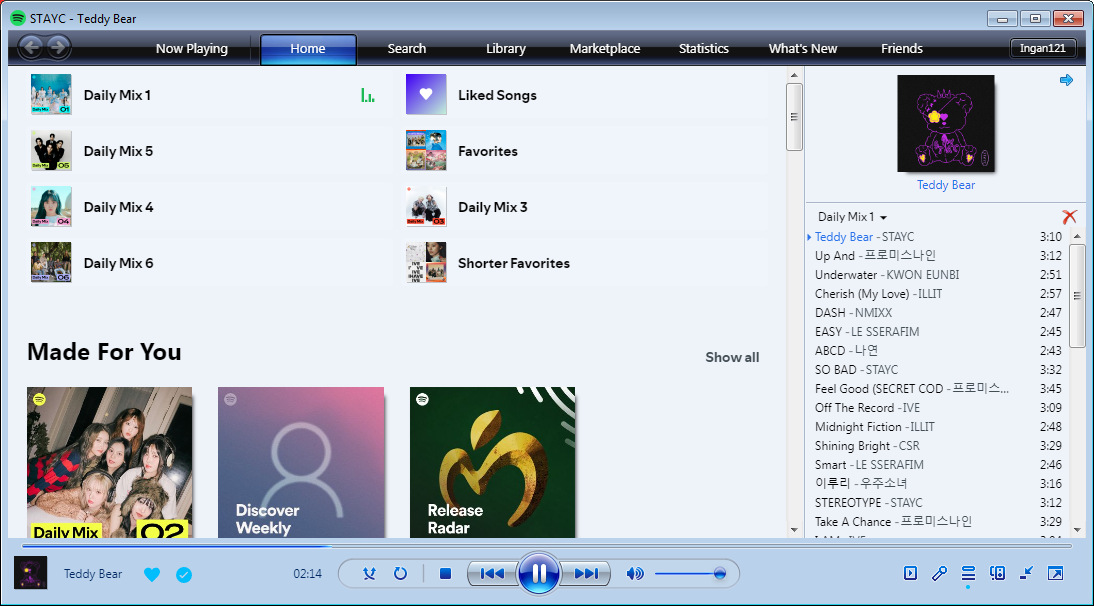 STAYC - Teddy Bear
Now Playing
Home
Search
Library
Marketplace
Statistics
What's New
Friends
Ingan121
Daily Mix 1
Liked Songs
Daily Mix 5
Favorites
Daily Mix 4
Daily Mix 3
Daily Mix 6
Shorter Favorites
Made For You
Show all
Daily Mix 02
Discover
Weekly
Release
Radar
Teddy Bear
Daily Mix 1
Teddy Bear - STAYC 3:10
Up And - 프로미스나인 3:12
Underwater - KWON EUNBI 2:51
Cherish (My Love) - ILLIT 2:57
DASH - NMIXX 2:47
EASY - LE SSERAFIM 2:45
ABCD - 나연 2:43
SO BAD - STAYC 3:32
Feel Good (SECRET COD - 프로미스... 3:45
Off The Record - IVE 3:09
Midnight Fiction - ILLIT 2:48
Shining Bright - CSR 3:29
Smart - LE SSERAFIM 2:46
이루리 - 우주소녀 3:16
STEREOTYPE - STAYC 3:12
Take A Chance - 프로미스나인 3:29
Teddy Bear
02:14